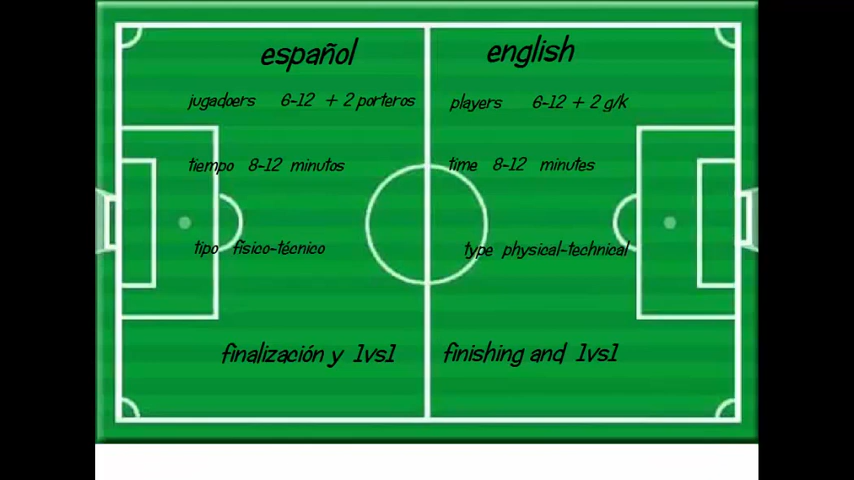 español
jugadoers 6-12 + 2 porteros
tiempo 8-12 minutos
tipo físico-técnico
finalización y 1vs1
english
players 6-12 + 2 g/k
time 8-12 minutes
type physical-technical
finishing and 1vs1